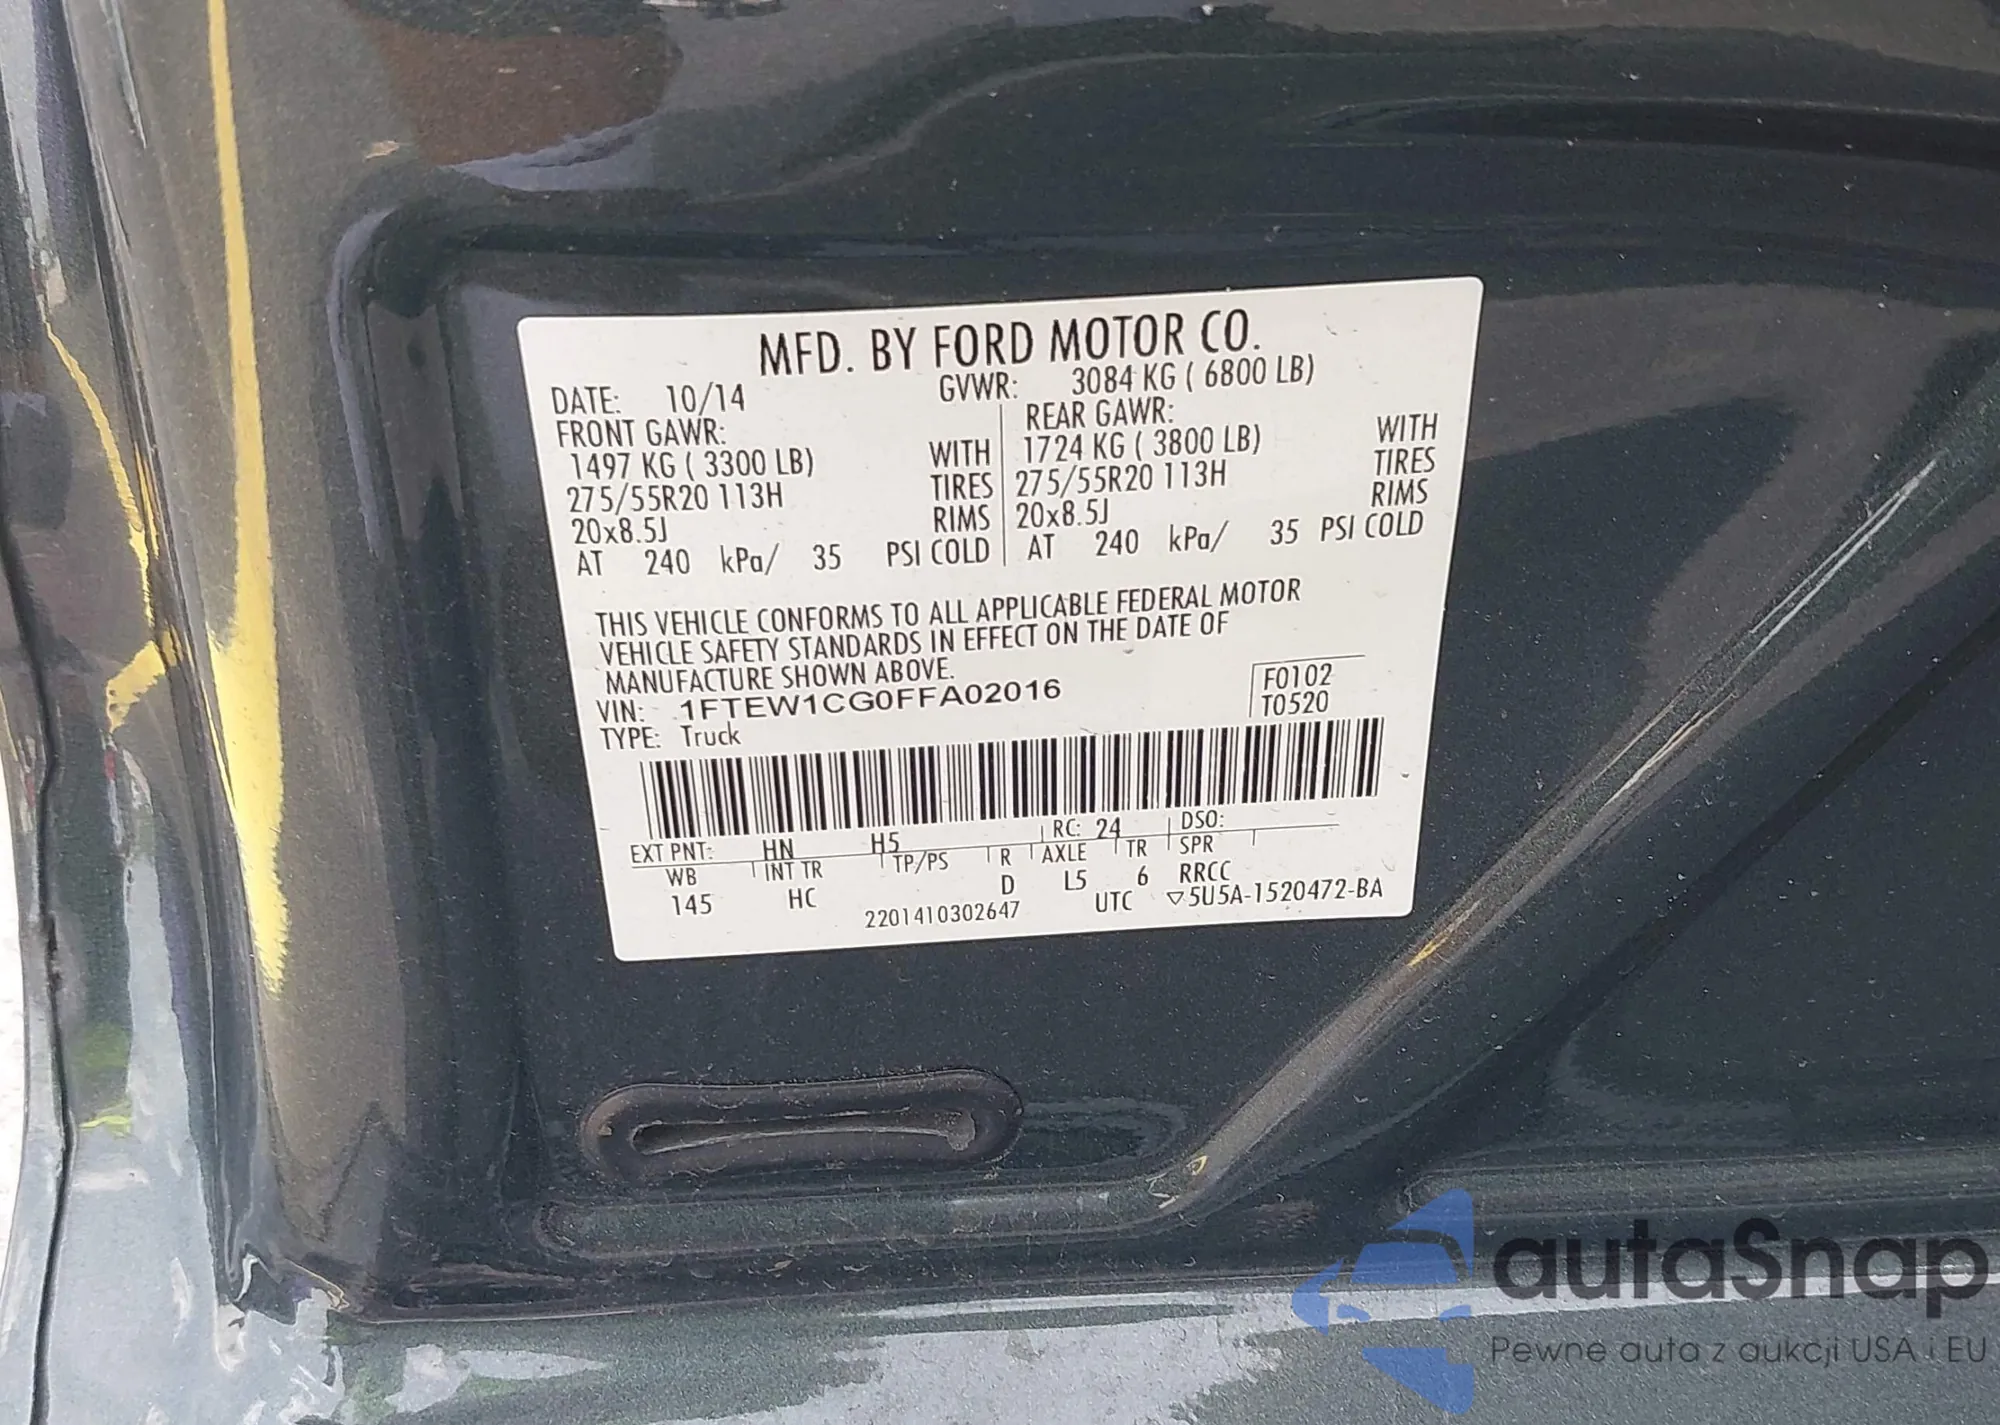 MFD. BY FORD MOTOR CO.
DATE: 10/14 GVWR: 3084 KG ( 6800 LB)
FRONT GAWR: REAR GAWR:
1497 KG ( 3300 LB) WITH 1724 KG ( 3800 LB) WITH
275/55R20 113H TIRES 275/55R20 113H TIRES
20x8.5J RIMS 20x8.5J RIMS
AT 240 kPa/ 35 PSI COLD AT 240 kPa/ 35 PSI COLD
THIS VEHICLE CONFORMS TO ALL APPLICABLE FEDERAL MOTOR
VEHICLE SAFETY STANDARDS IN EFFECT ON THE DATE OF
MANUFACTURE SHOWN ABOVE.
VIN: 1FTEW1CG0FFA02016 F0102
TYPE: Truck T0520
EXT PNT: HN H5 RC: 24 DSO:
WB INT TR TP/PS R AXLE TR SPR
145 HC D L5 6 RRCC
2201410302647 UTC ▽5U5A-1520472-BA
autaSnap
Pewne auta z aukcji USA i EU